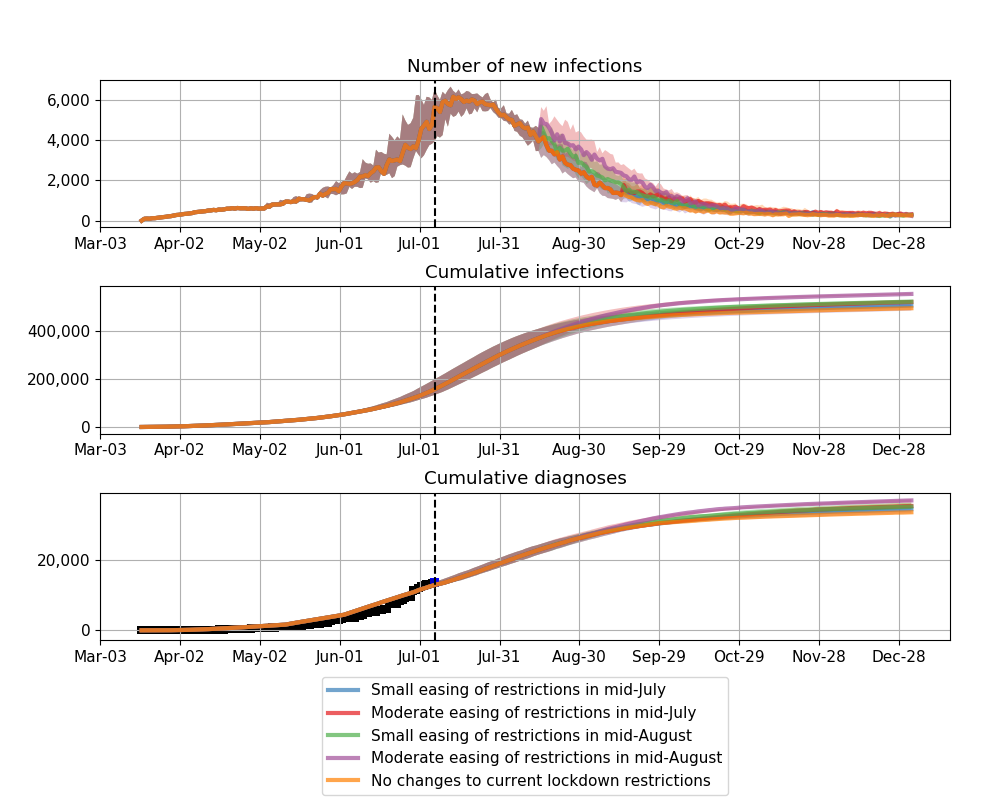 Number of new infections
6,000
4,000
2,000
0
Mar-03 Apr-02 May-02 Jun-01 Jul-01 Jul-31 Aug-30 Sep-29 Oct-29 Nov-28 Dec-28
Cumulative infections
400,000
200,000
0
Mar-03 Apr-02 May-02 Jun-01 Jul-01 Jul-31 Aug-30 Sep-29 Oct-29 Nov-28 Dec-28
Cumulative diagnoses
20,000
0
Mar-03 Apr-02 May-02 Jun-01 Jul-01 Jul-31 Aug-30 Sep-29 Oct-29 Nov-28 Dec-28
Small easing of restrictions in mid-July
Moderate easing of restrictions in mid-July
Small easing of restrictions in mid-August
Moderate easing of restrictions in mid-August
No changes to current lockdown restrictions